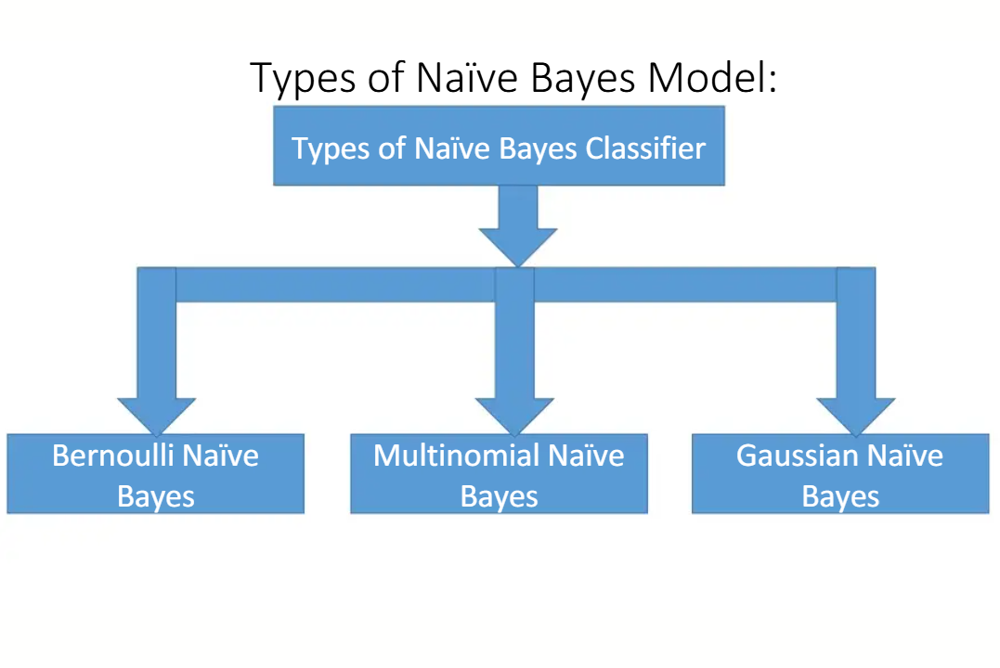 Types of Naïve Bayes Model:
Types of Naïve Bayes Classifier
Bernoulli Naïve
Bayes
Multinomial Naïve
Bayes
Gaussian Naïve
Bayes